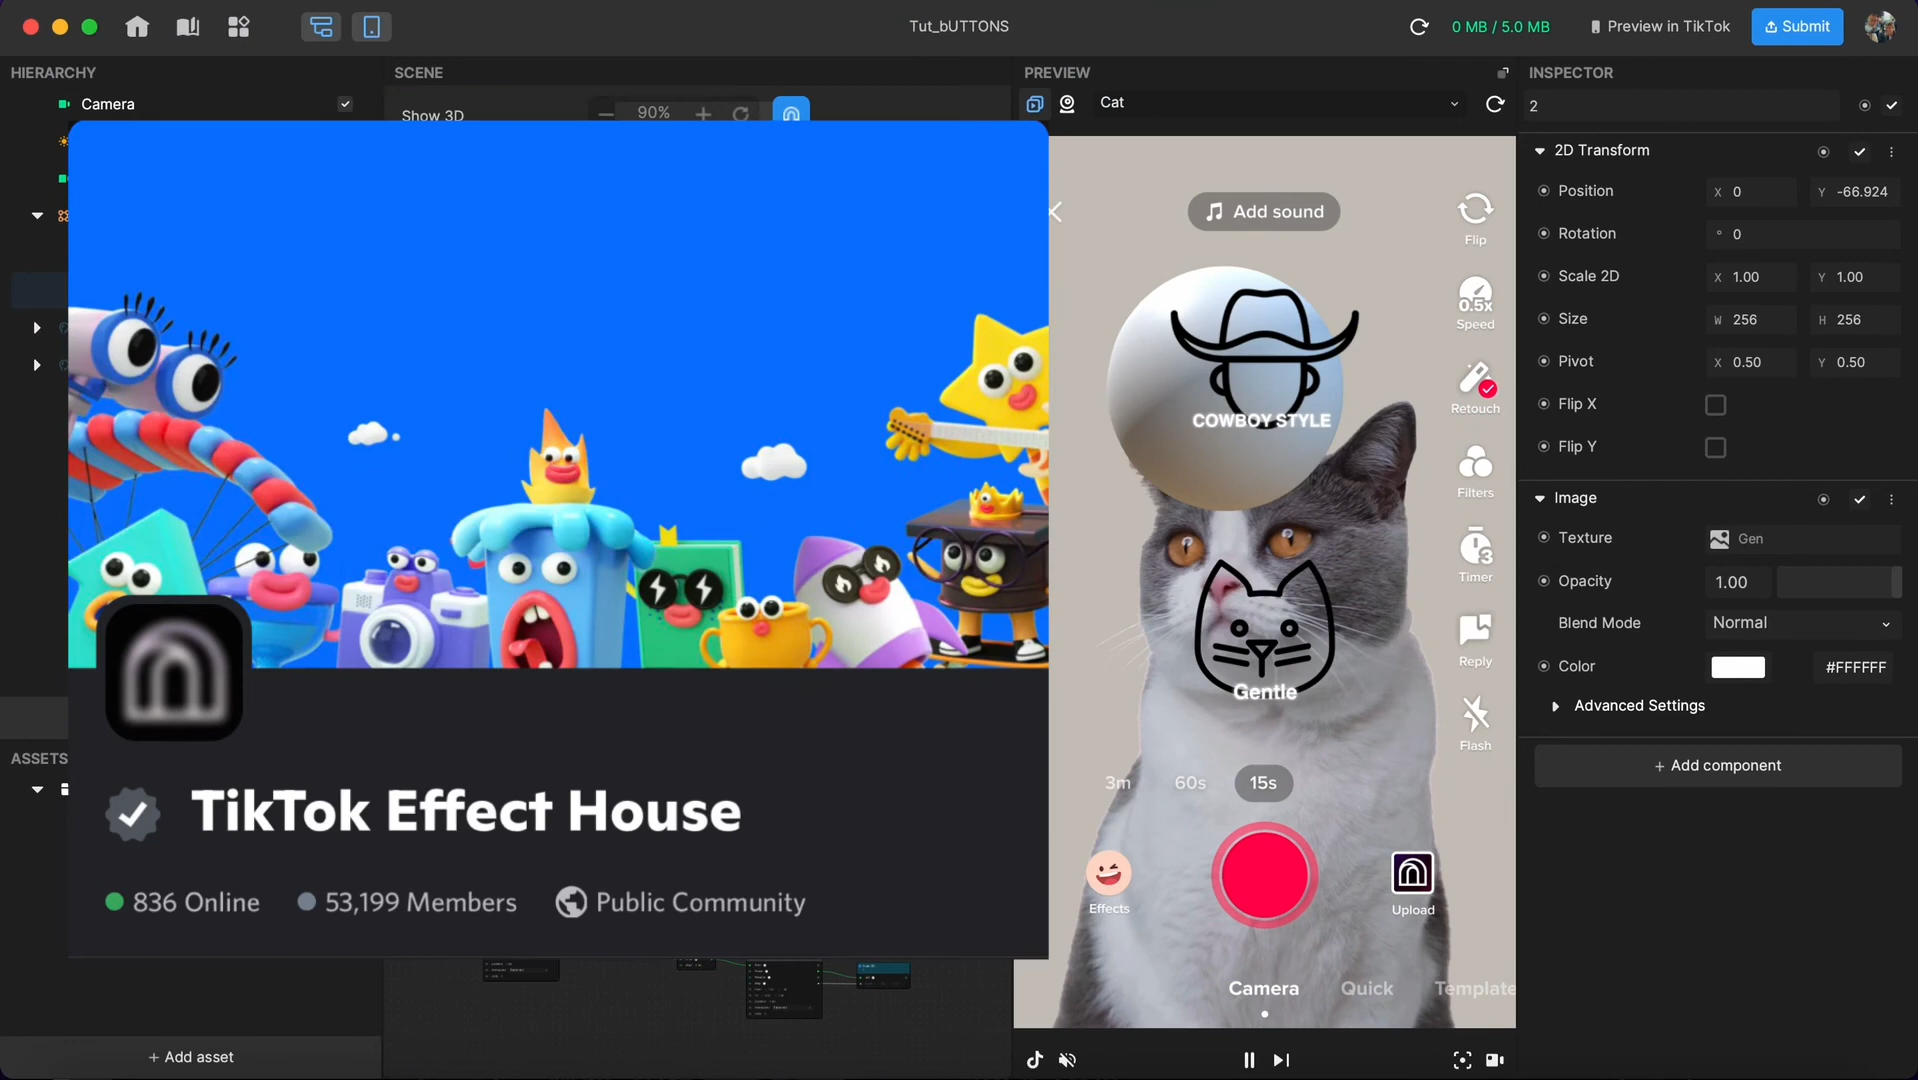 Tut_bUTTONS
0 MB / 5.0 MB
Preview in TikTok
Submit
HIERARCHY
SCENE
PREVIEW
INSPECTOR
Camera
Show 3D
90%
Cat
2
2D Transform
Position
X 0
Y -66.924
Rotation
° 0
Scale 2D
X 1.00
Y 1.00
Size
W 256
H 256
Pivot
X 0.50
Y 0.50
Flip X
Flip Y
Image
Texture
Gen
Opacity
1.00
Blend Mode
Normal
Color
#FFFFFF
Advanced Settings
+ Add component
Add sound
Flip
0.5x
Speed
Retouch
Filters
3
Timer
Reply
Flash
COWBOY STYLE
Gentle
3m
60s
15s
Effects
Upload
Camera
Quick
Template
ASSETS
TikTok Effect House
836 Online
53,199 Members
Public Community
+ Add asset